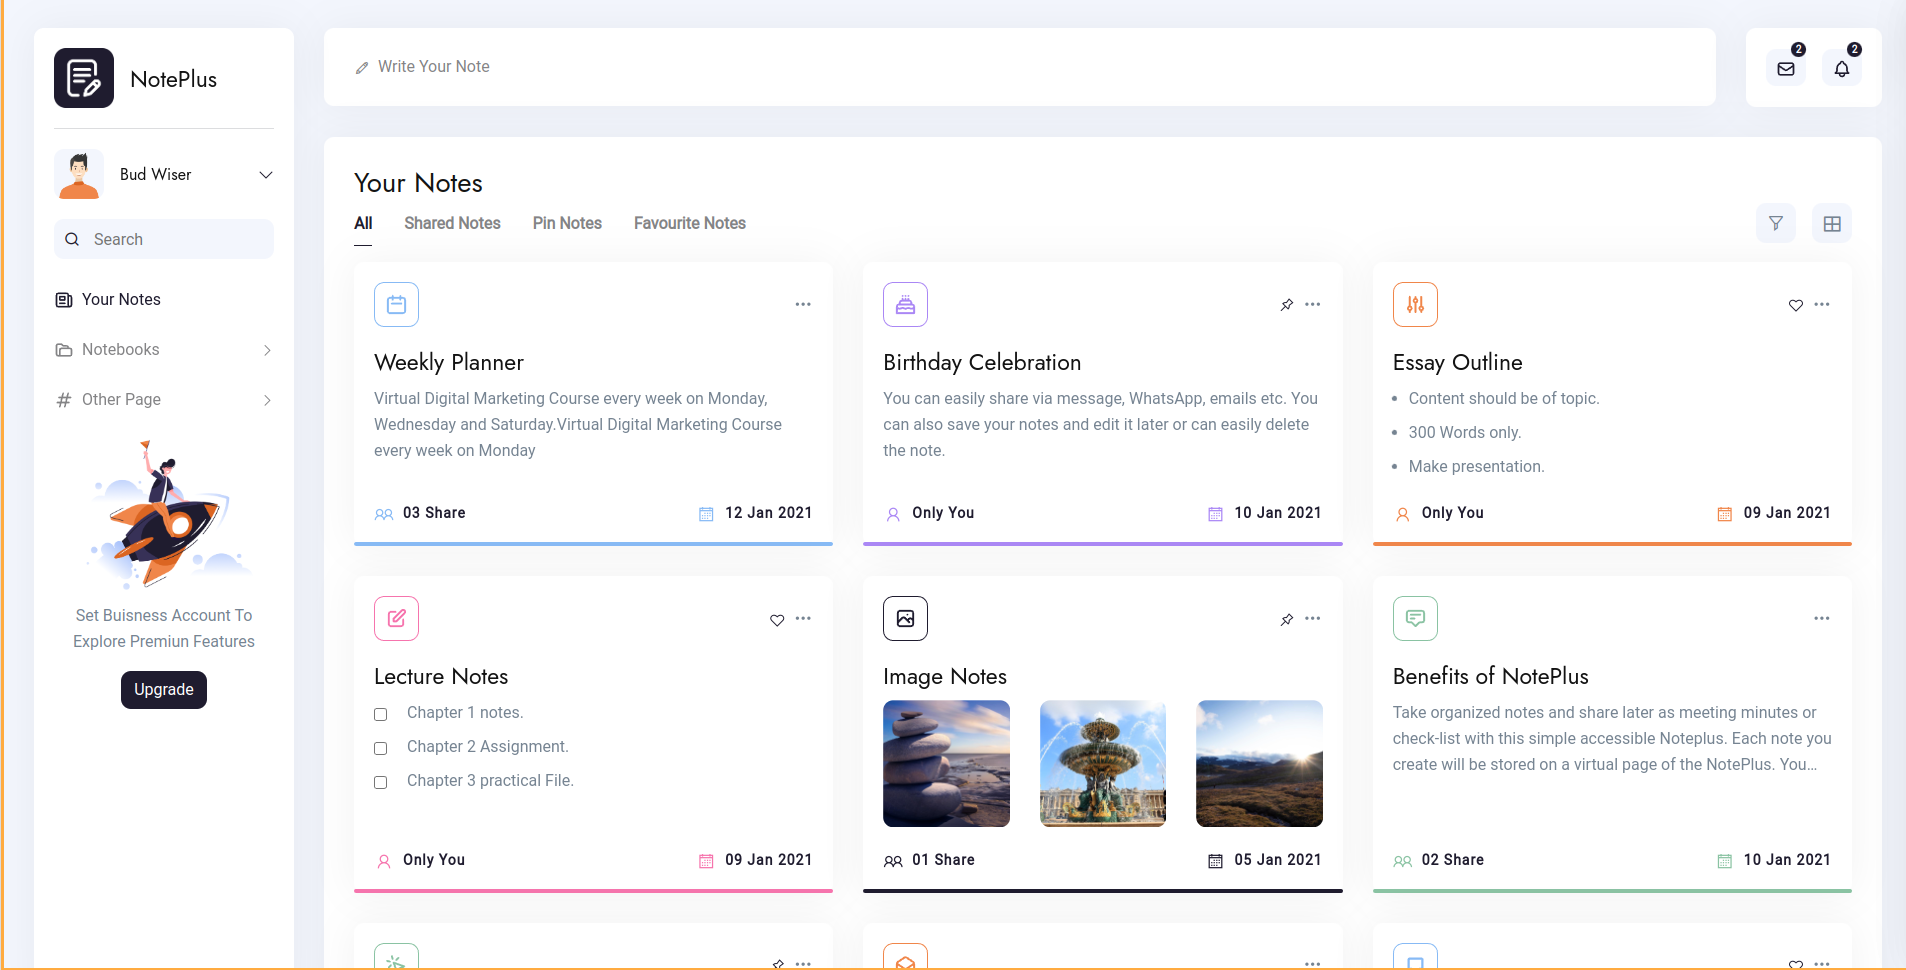 NotePlus
Bud Wiser
Search
Your Notes
Notebooks
Other Page
Set Buisness Account To
Explore Premiun Features
Upgrade
Write Your Note
2
2
Your Notes
All
Shared Notes
Pin Notes
Favourite Notes
Weekly Planner
Virtual Digital Marketing Course every week on Monday,
Wednesday and Saturday.Virtual Digital Marketing Course
every week on Monday
03 Share
12 Jan 2021
Birthday Celebration
You can easily share via message, WhatsApp, emails etc. You
can also save your notes and edit it later or can easily delete
the note.
Only You
10 Jan 2021
Essay Outline
• Content should be of topic.
• 300 Words only.
• Make presentation.
Only You
09 Jan 2021
Lecture Notes
Chapter 1 notes.
Chapter 2 Assignment.
Chapter 3 practical File.
Only You
09 Jan 2021
Image Notes
01 Share
05 Jan 2021
Benefits of NotePlus
Take organized notes and share later as meeting minutes or
check-list with this simple accessible Noteplus. Each note you
create will be stored on a virtual page of the NotePlus. You...
02 Share
10 Jan 2021